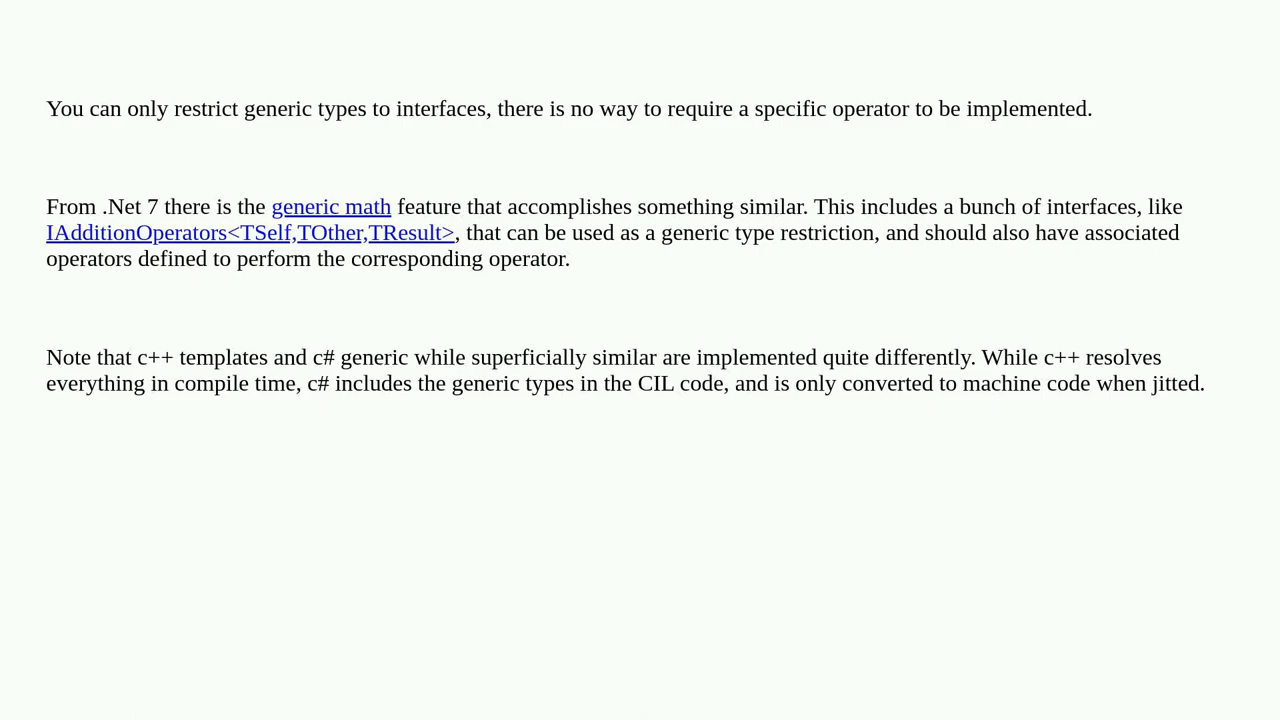 You can only restrict generic types to interfaces, there is no way to require a specific operator to be implemented.
From .Net 7 there is the generic math feature that accomplishes something similar. This includes a bunch of interfaces, like
IAdditionOperators<TSelf,TOther,TResult>, that can be used as a generic type restriction, and should also have associated
operators defined to perform the corresponding operator.
Note that c++ templates and c# generic while superficially similar are implemented quite differently. While c++ resolves
everything in compile time, c# includes the generic types in the CIL code, and is only converted to machine code when jitted.